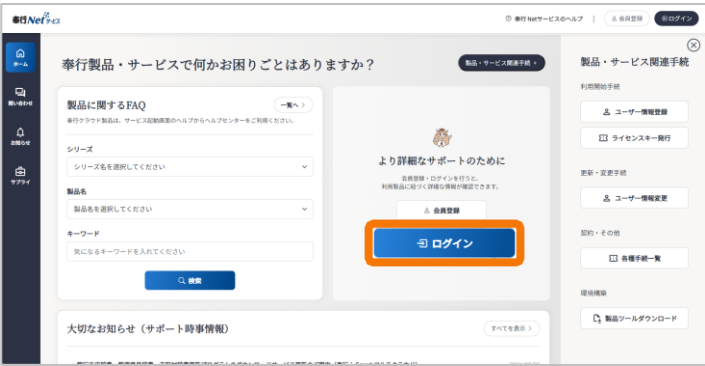 奉行Netサービス
奉行 Netサービスのヘルプ
会員登録
ログイン
ホーム
問い合わせ
お知らせ
サプライ
奉行製品・サービスで何かお困りごとはありますか？
製品・サービス関連手続
製品に関するFAQ
一覧へ
奉行クラウド製品は、サービス起動画面のヘルプからヘルプセンターをご利用ください。
シリーズ
シリーズ名を選択してください
製品名
製品名を選択してください
キーワード
気になるキーワードを入れてください
検索
より詳細なサポートのために
会員登録・ログインを行うと、
利用製品に紐づく詳細な情報が確認できます。
会員登録
ログイン
大切なお知らせ（サポート時事情報）
すべてを表示
製品・サービス関連手続
利用開始手続
ユーザー情報登録
ライセンスキー発行
更新・変更手続
ユーザー情報変更
契約・その他
各種手続一覧
環境構築
製品ツールダウンロード